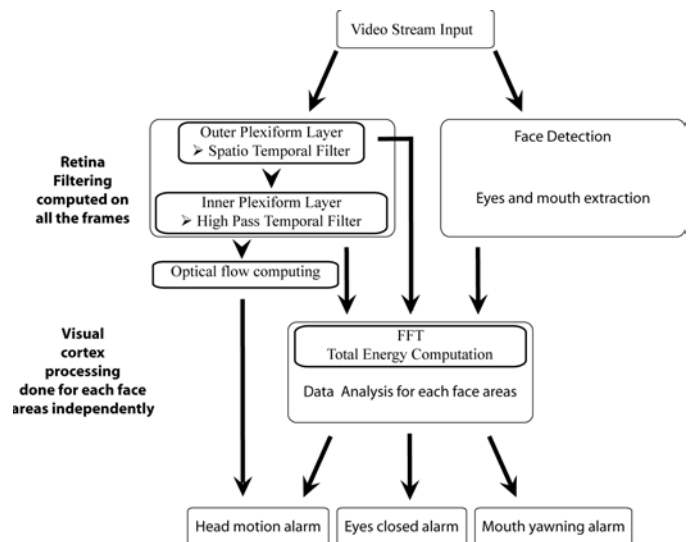 Video Stream Input
Outer Plexiform Layer
➢ Spatio Temporal Filter
Face Detection
Retina
Filtering
computed on
all the frames
Inner Plexiform Layer
➢ High Pass Temporal Filter
Eyes and mouth extraction
Optical flow computing
Visual
cortex
processing
done for each face
areas independently
FFT
Total Energy Computation
Data Analysis for each face areas
Head motion alarm
Eyes closed alarm
Mouth yawning alarm